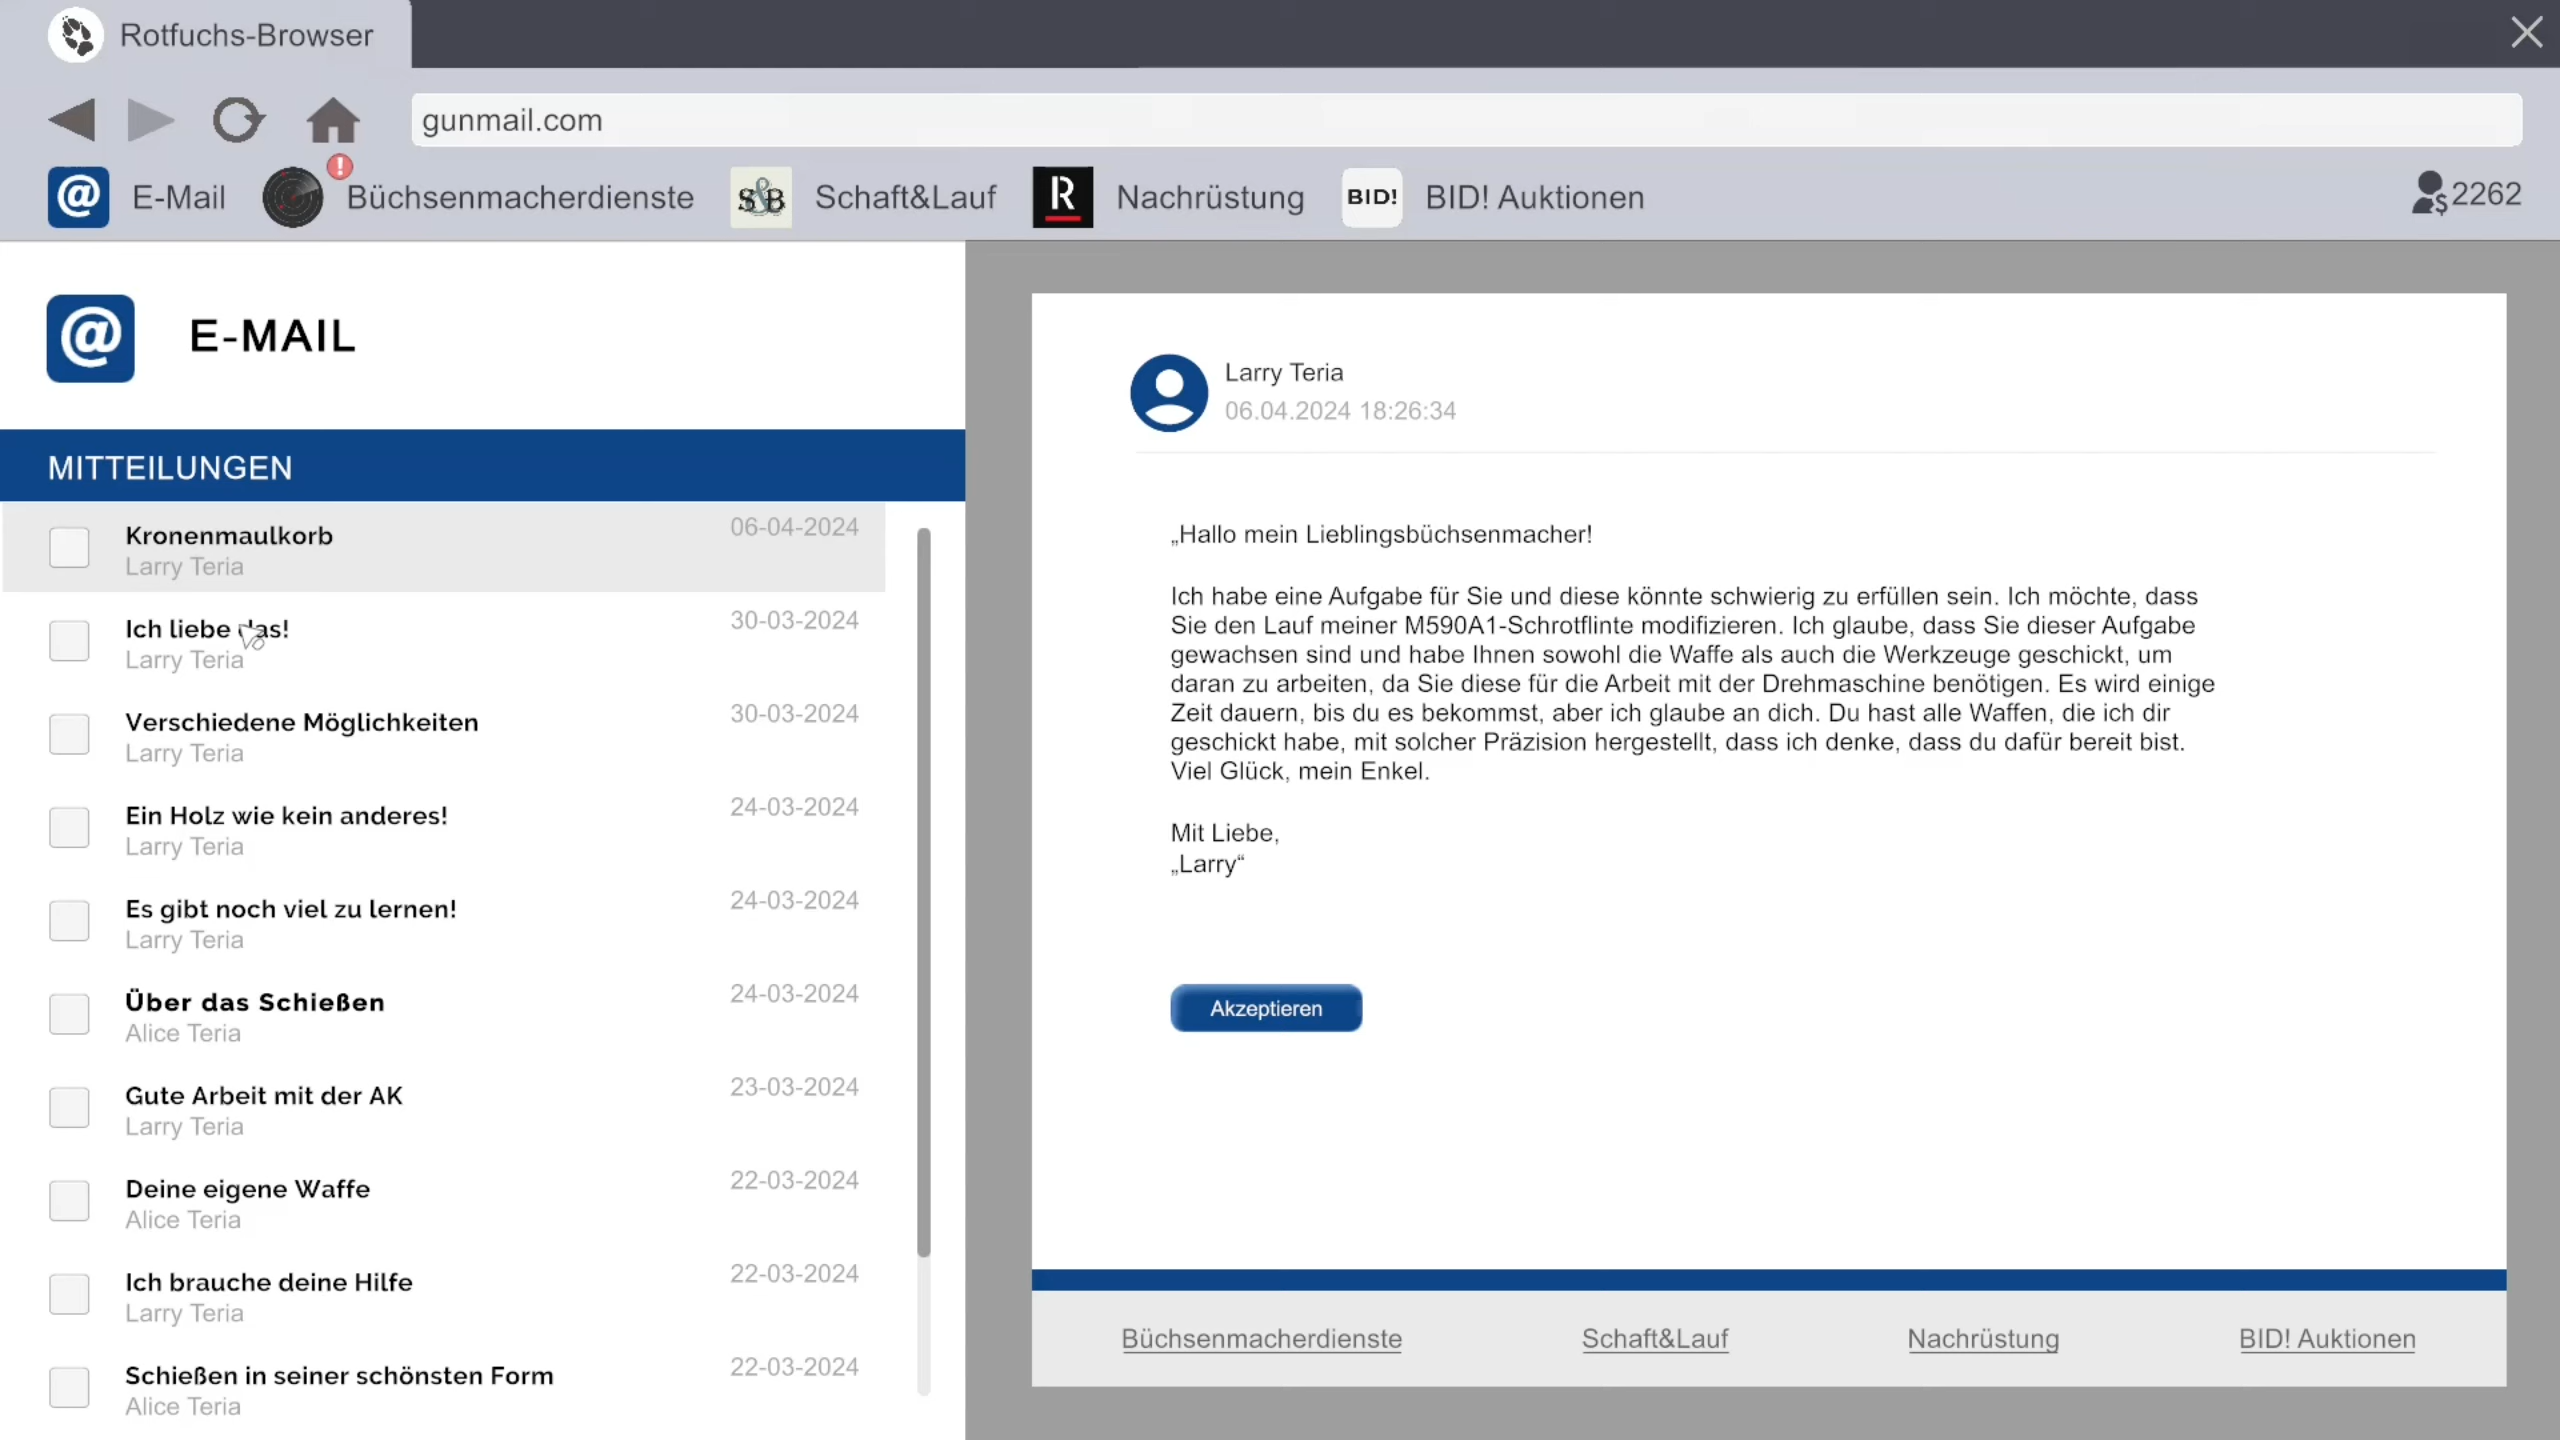 Rotfuchs-Browser
gunmail.com
E-Mail
!
Büchsenmacherdienste
S&B
Schaft&Lauf
R
Nachrüstung
BID!
BID! Auktionen
2262
E-MAIL
MITTEILUNGEN
Kronenmaulkorb
06-04-2024
Larry Teria
Ich liebe das!
30-03-2024
Larry Teria
Verschiedene Möglichkeiten
30-03-2024
Larry Teria
Ein Holz wie kein anderes!
24-03-2024
Larry Teria
Es gibt noch viel zu lernen!
24-03-2024
Larry Teria
Über das Schießen
24-03-2024
Alice Teria
Gute Arbeit mit der AK
23-03-2024
Larry Teria
Deine eigene Waffe
22-03-2024
Alice Teria
Ich brauche deine Hilfe
22-03-2024
Larry Teria
Schießen in seiner schönsten Form
22-03-2024
Alice Teria
Larry Teria
06.04.2024 18:26:34
„Hallo mein Lieblingsbüchsenmacher!
Ich habe eine Aufgabe für Sie und diese könnte schwierig zu erfüllen sein. Ich möchte, dass
Sie den Lauf meiner M590A1-Schrotflinte modifizieren. Ich glaube, dass Sie dieser Aufgabe
gewachsen sind und habe Ihnen sowohl die Waffe als auch die Werkzeuge geschickt, um
daran zu arbeiten, da Sie diese für die Arbeit mit der Drehmaschine benötigen. Es wird einige
Zeit dauern, bis du es bekommst, aber ich glaube an dich. Du hast alle Waffen, die ich dir
geschickt habe, mit solcher Präzision hergestellt, dass ich denke, dass du dafür bereit bist.
Viel Glück, mein Enkel.
Mit Liebe,
„Larry“
Akzeptieren
Büchsenmacherdienste
Schaft&Lauf
Nachrüstung
BID! Auktionen